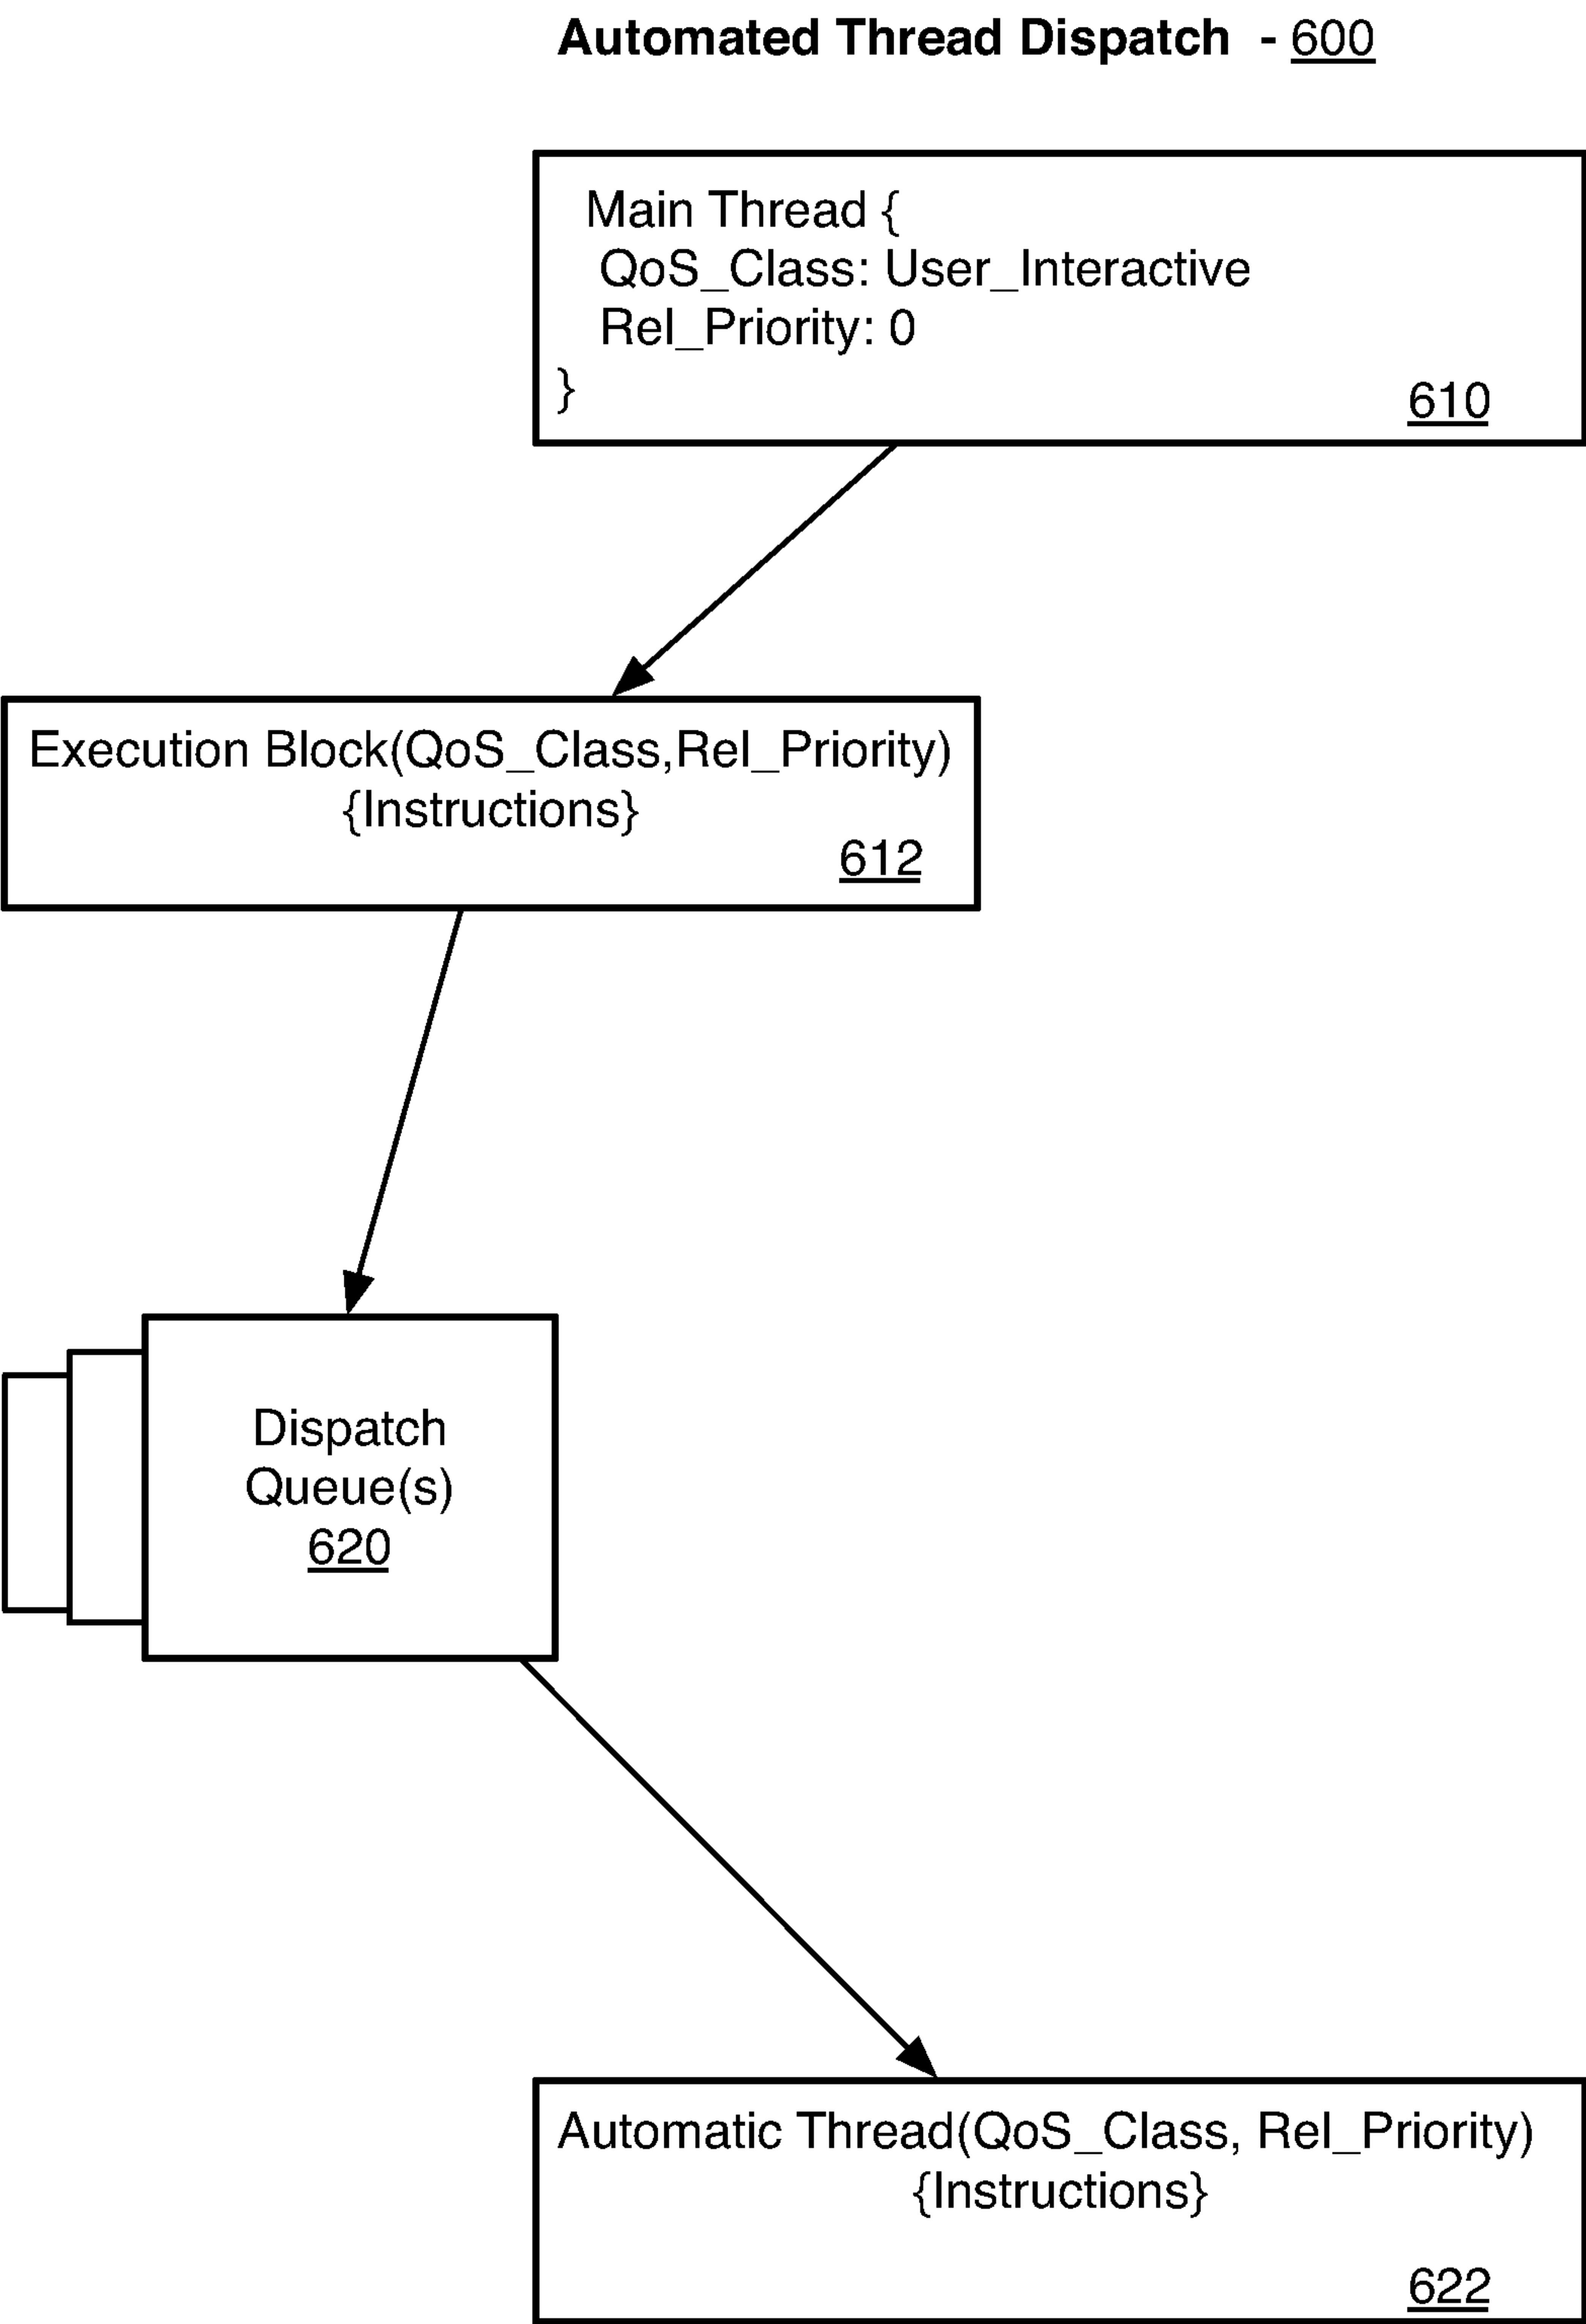 Automated Thread Dispatch - 600
Main Thread {
QoS_Class: User_Interactive
Rel_Priority: 0
}
610
Execution Block(QoS_Class,Rel_Priority)
{Instructions}
612
Dispatch
Queue(s)
620
Automatic Thread(QoS_Class, Rel_Priority)
{Instructions}
622